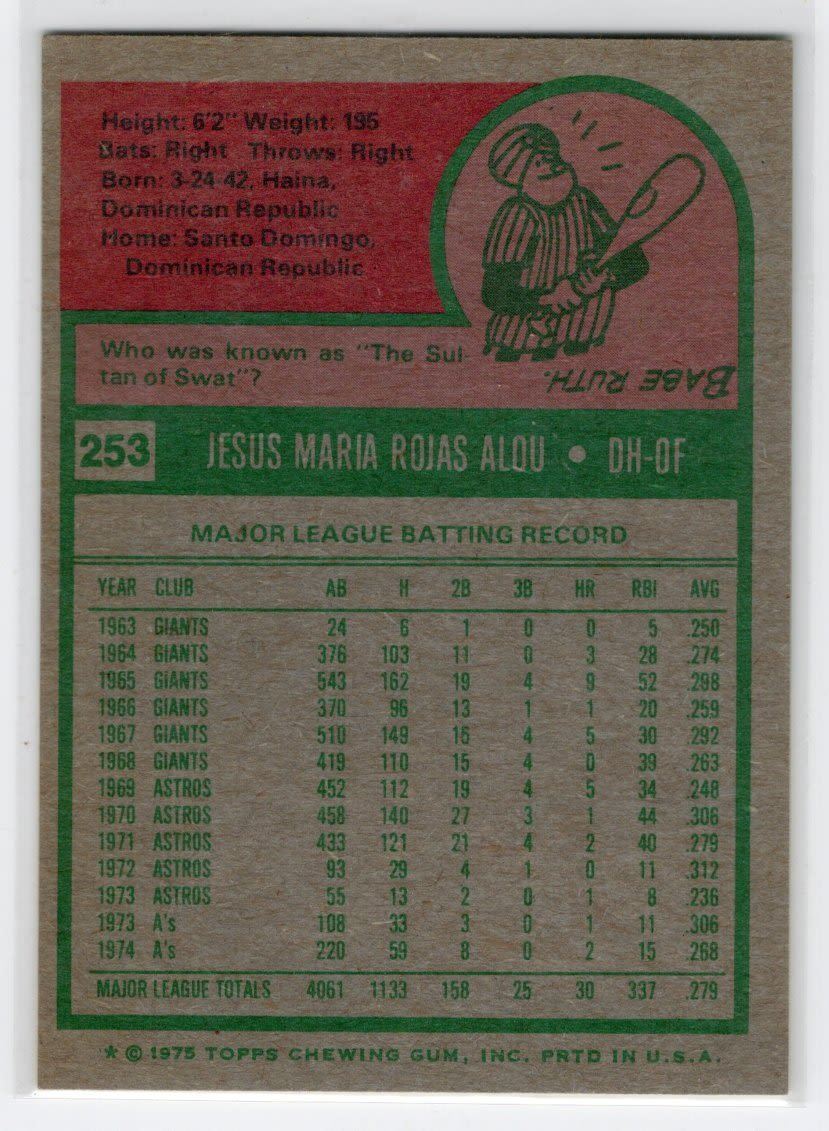 Height: 6'2" Weight: 195
Bats: Right Throws: Right
Born: 3-24-42, Haina,
Dominican Republic
Home: Santo Domingo,
Dominican Republic
Who was known as "The Sul-
tan of Swat"?
BABE RUTH.
253 JESUS MARIA ROJAS ALOU • DH-OF
MAJOR LEAGUE BATTING RECORD
YEAR CLUB AB H 2B 3B HR RBI AVG
1963 GIANTS 24 6 1 0 0 5 .250
1964 GIANTS 376 103 11 0 3 28 .274
1965 GIANTS 543 162 19 4 9 52 .298
1966 GIANTS 370 96 13 1 1 20 .259
1967 GIANTS 510 149 15 4 5 30 .292
1968 GIANTS 419 110 15 4 0 39 .263
1969 ASTROS 452 112 19 4 5 34 .248
1970 ASTROS 458 140 27 3 1 44 .306
1971 ASTROS 433 121 21 4 2 40 .279
1972 ASTROS 93 29 4 1 0 11 .312
1973 ASTROS 55 13 2 0 1 8 .236
1973 A's 108 33 3 0 1 11 .306
1974 A's 220 59 8 0 2 15 .268
MAJOR LEAGUE TOTALS 4061 1133 158 25 30 337 .279
* © 1975 TOPPS CHEWING GUM, INC. PRTD IN U.S.A.